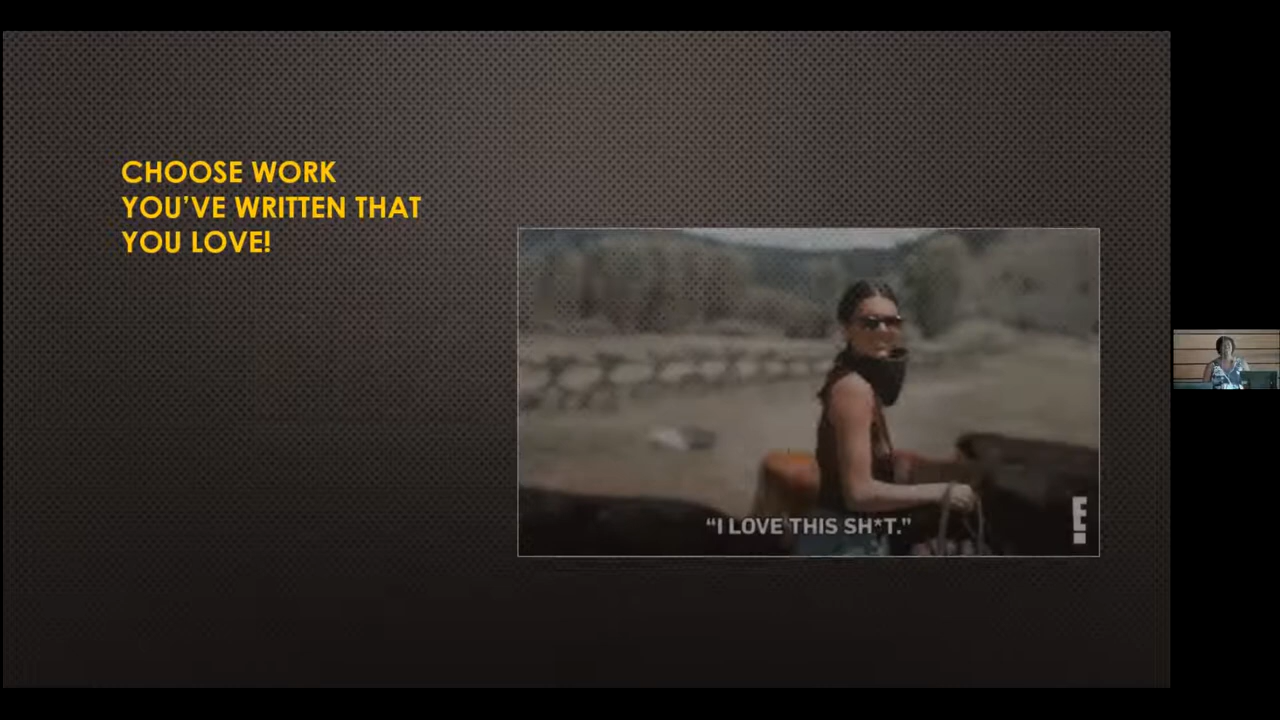 CHOOSE WORK
YOU'VE WRITTEN THAT
YOU LOVE!
"I LOVE THIS SH*T."
E!